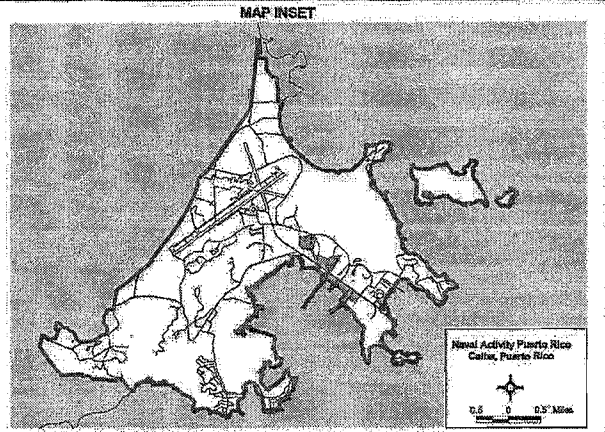 MAP INSET
Naval Activity Puerto Rico
Ceiba, Puerto Rico
0.5 0 0.5 Miles